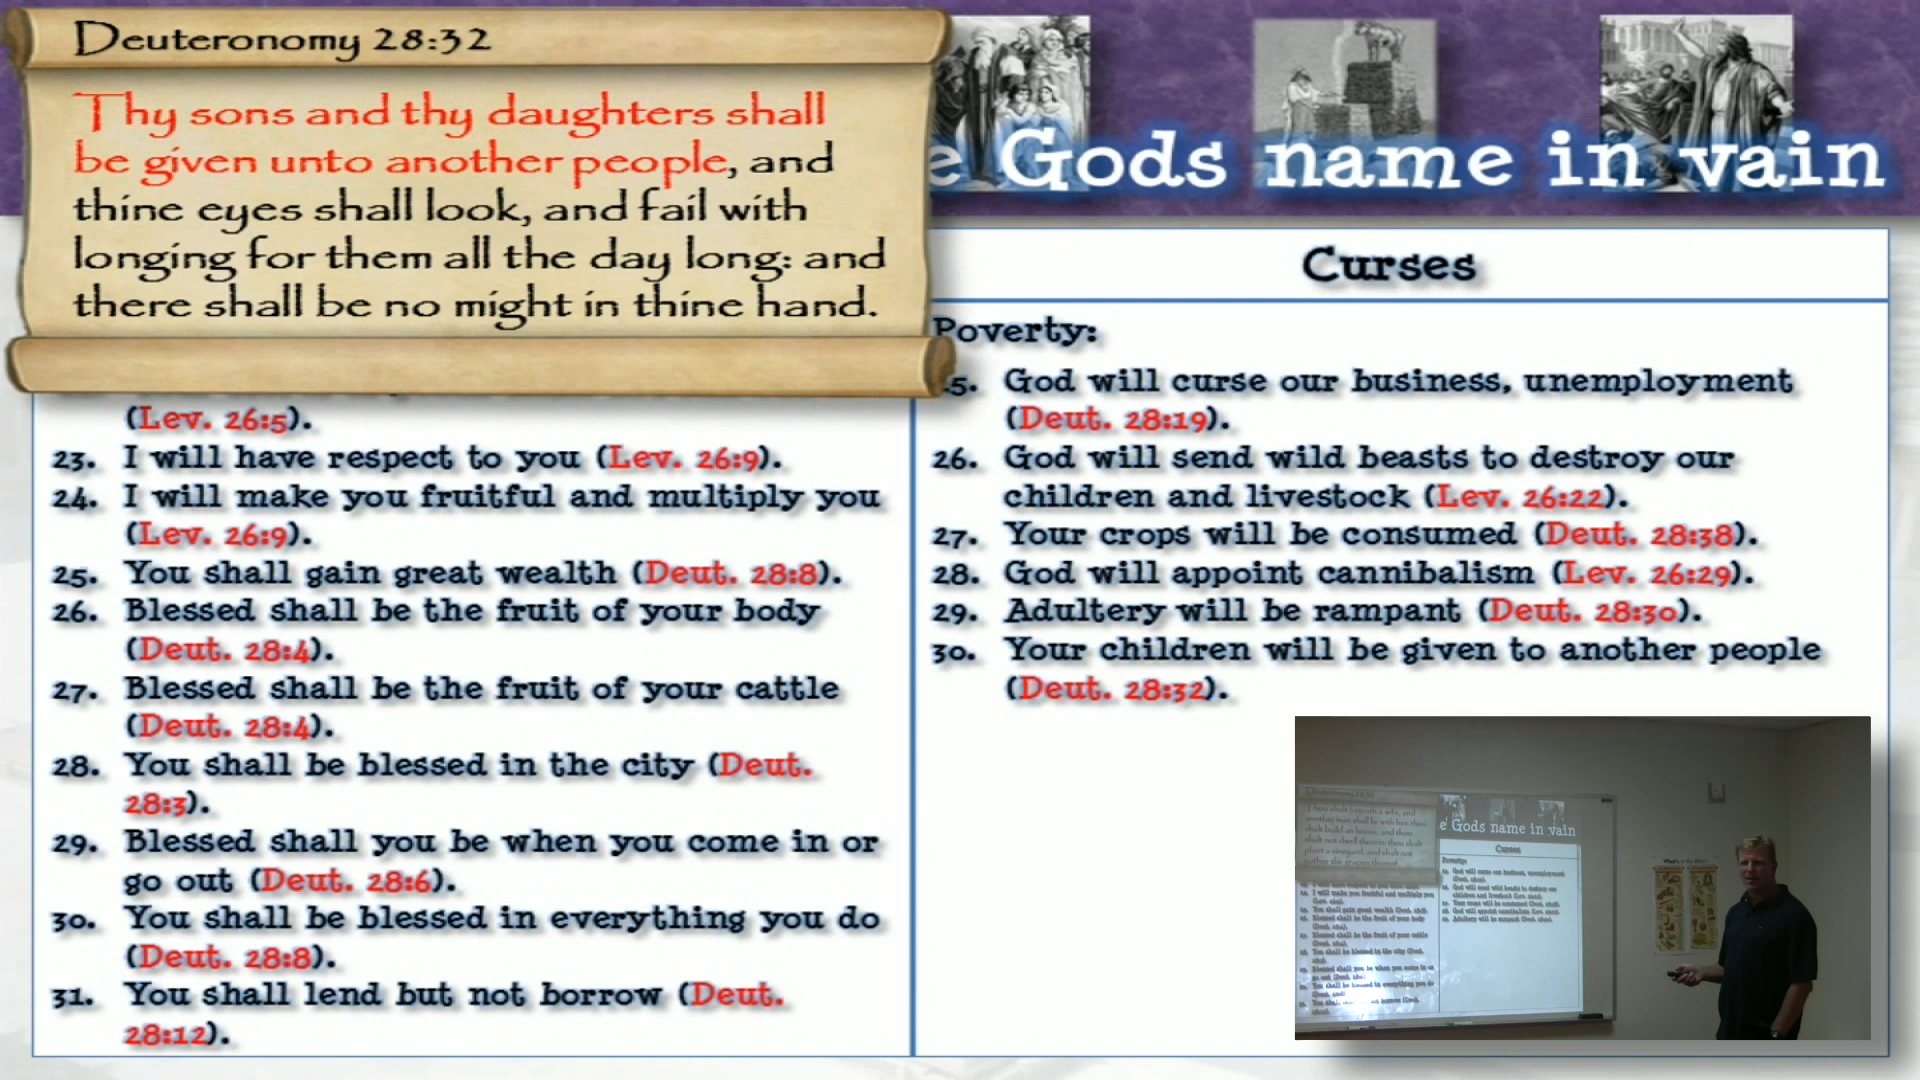 Deuteronomy 28:32
Thy sons and thy daughters shall
be given unto another people, and
thine eyes shall look, and fail with
longing for them all the day long: and
there shall be no might in thine hand.
e Gods name in vain
(Lev. 26:5).
23. I will have respect to you (Lev. 26:9).
24. I will make you fruitful and multiply you
(Lev. 26:9).
25. You shall gain great wealth (Deut. 28:8).
26. Blessed shall be the fruit of your body
(Deut. 28:4).
27. Blessed shall be the fruit of your cattle
(Deut. 28:4).
28. You shall be blessed in the city (Deut.
28:3).
29. Blessed shall you be when you come in or
go out (Deut. 28:6).
30. You shall be blessed in everything you do
(Deut. 28:8).
31. You shall lend but not borrow (Deut.
28:12).
Curses
Poverty:
5. God will curse our business, unemployment
(Deut. 28:19).
26. God will send wild beasts to destroy our
children and livestock (Lev. 26:22).
27. Your crops will be consumed (Deut. 28:38).
28. God will appoint cannibalism (Lev. 26:29).
29. Adultery will be rampant (Deut. 28:30).
30. Your children will be given to another people
(Deut. 28:32).
e Gods name in vain
Curses